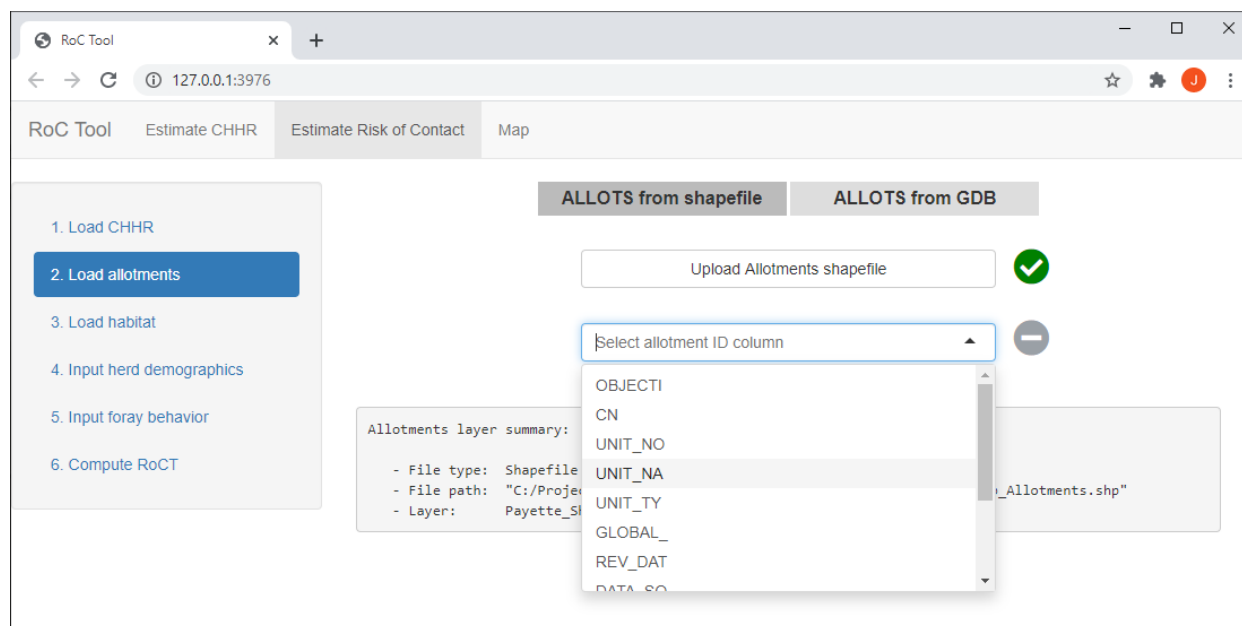 RoC Tool
127.0.0.1:3976
J
RoC Tool Estimate CHHR Estimate Risk of Contact Map
1. Load CHHR
2. Load allotments
3. Load habitat
4. Input herd demographics
5. Input foray behavior
6. Compute RoCT
ALLOTS from shapefile ALLOTS from GDB
Upload Allotments shapefile
Select allotment ID column
OBJECTI
CN
UNIT_NO
UNIT_NA
UNIT_TY
GLOBAL_
REV_DAT
Allotments layer summary:
- File type: Shapefile
- File path: "C:/Proje _Allotments.shp"
- Layer: Payette_S